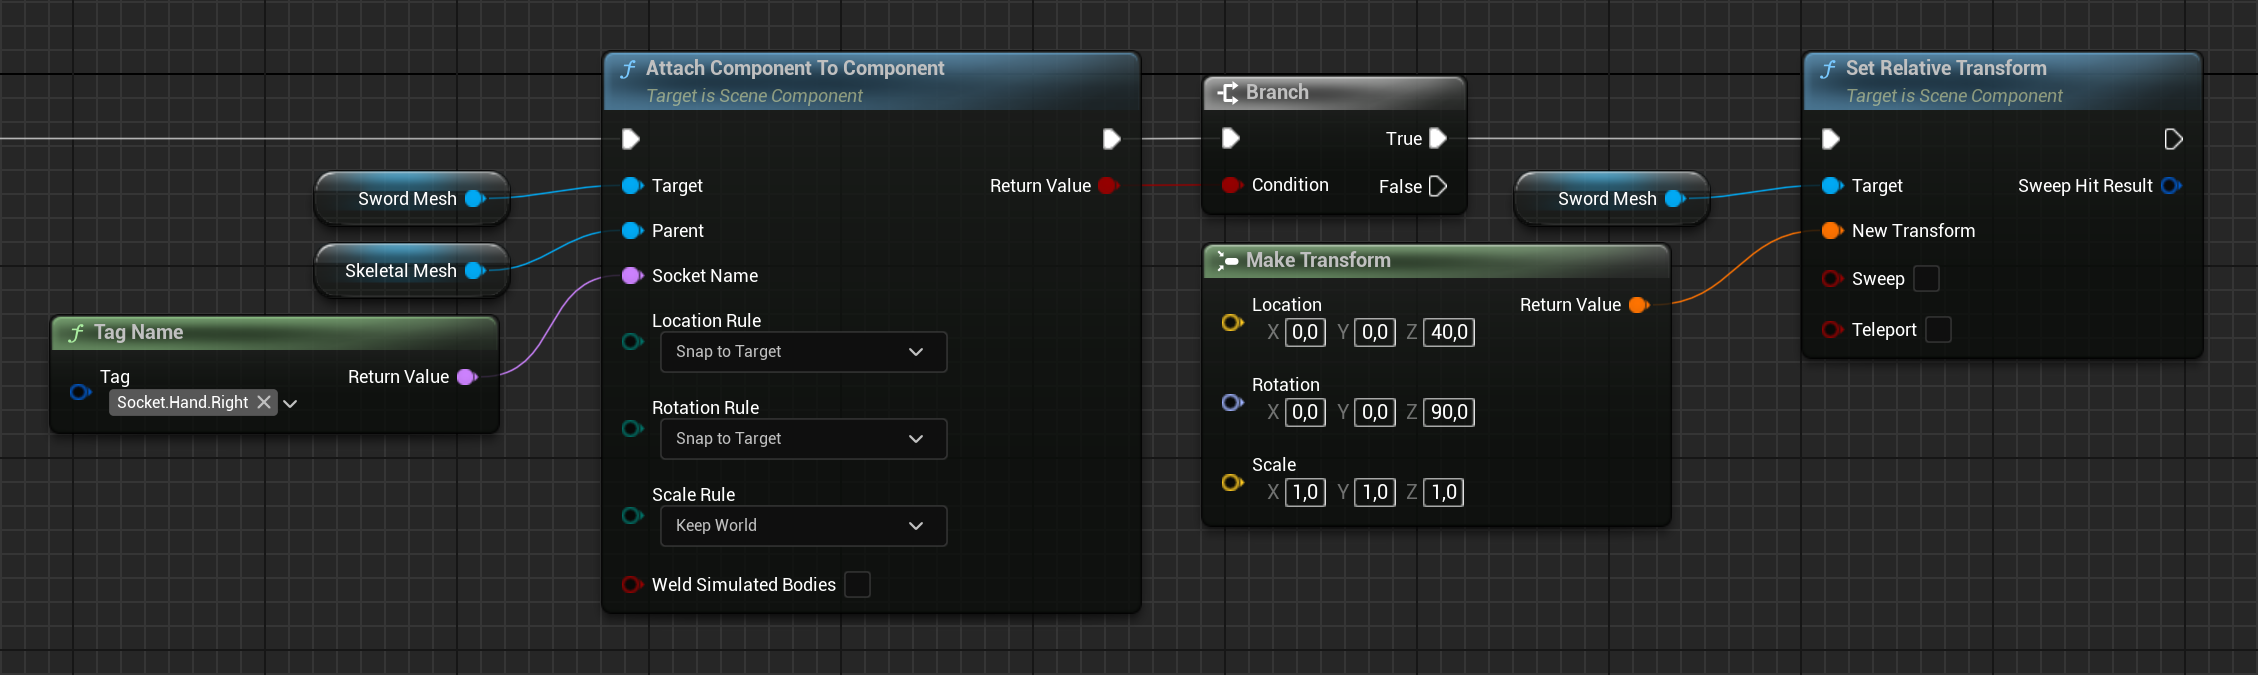 Attach Component To Component
Target is Scene Component
Target
Return Value
Parent
Socket Name
Location Rule
Snap to Target
Rotation Rule
Snap to Target
Scale Rule
Keep World
Weld Simulated Bodies
Sword Mesh
Skeletal Mesh
Tag Name
Tag
Return Value
Socket.Hand.Right
Branch
True
Condition
False
Sword Mesh
Make Transform
Location
Return Value
X 0,0 Y 0,0 Z 40,0
Rotation
X 0,0 Y 0,0 Z 90,0
Scale
X 1,0 Y 1,0 Z 1,0
Set Relative Transform
Target is Scene Component
Target
Sweep Hit Result
New Transform
Sweep
Teleport